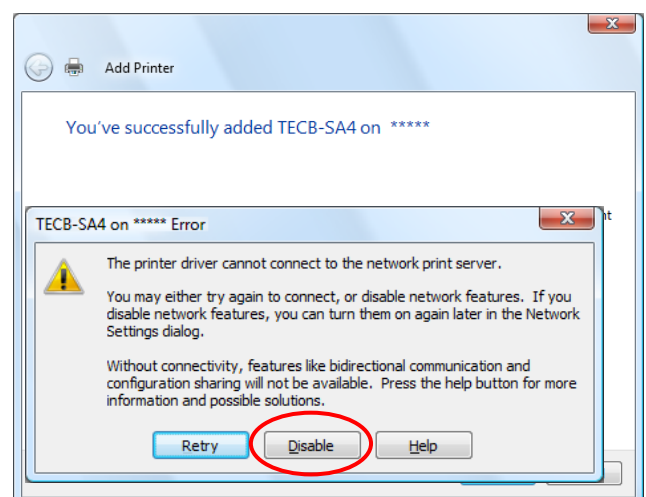 Add Printer
You've successfully added TECB-SA4 on *****
TECB-SA4 on ***** Error
The printer driver cannot connect to the network print server.
You may either try again to connect, or disable network features. If you
disable network features, you can turn them on again later in the Network
Settings dialog.
Without connectivity, features like bidirectional communication and
configuration sharing will not be available. Press the help button for more
information and possible solutions.
Retry Disable Help